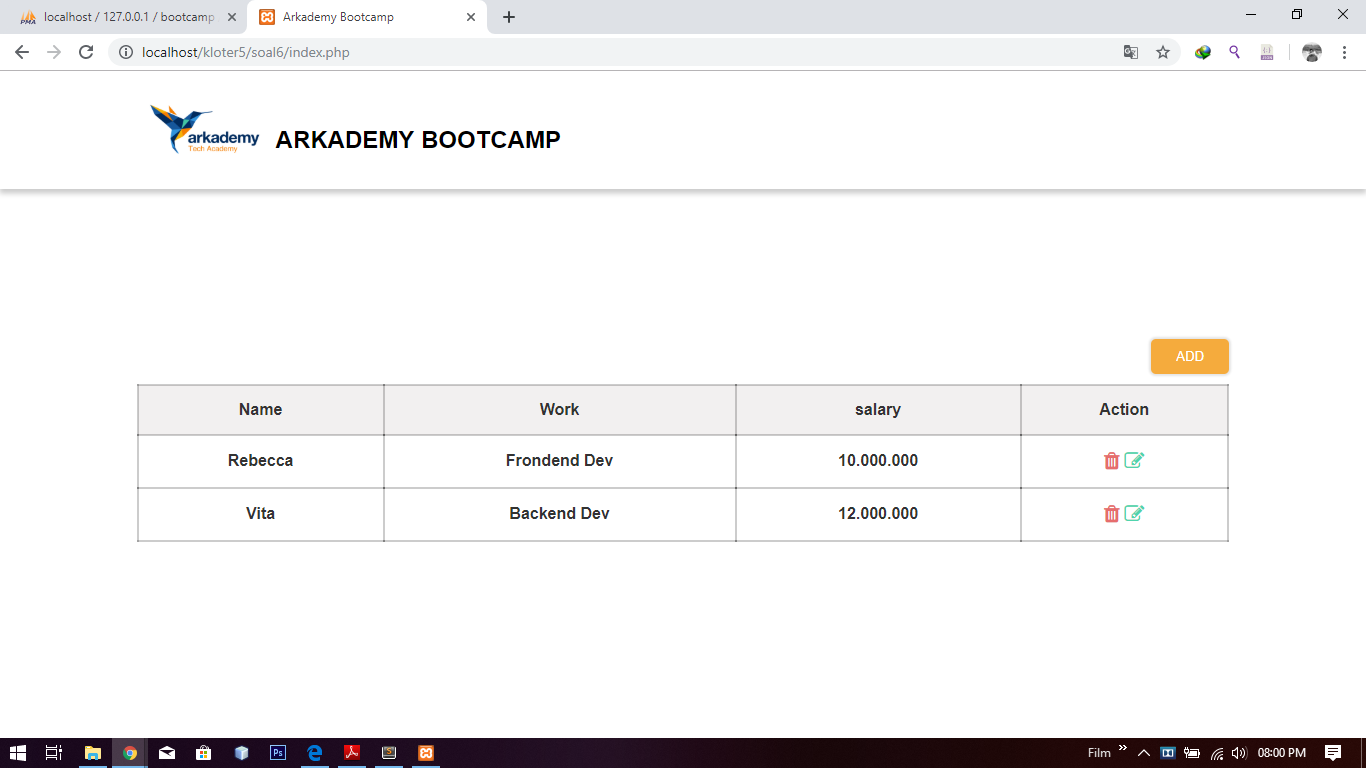 localhost / 127.0.0.1 / bootcamp
Arkademy Bootcamp
localhost/kloter5/soal6/index.php
arkademy
Tech Academy
ARKADEMY BOOTCAMP
ADD
Name Work salary Action
Rebecca Frondend Dev 10.000.000
Vita Backend Dev 12.000.000
Film 08:00 PM